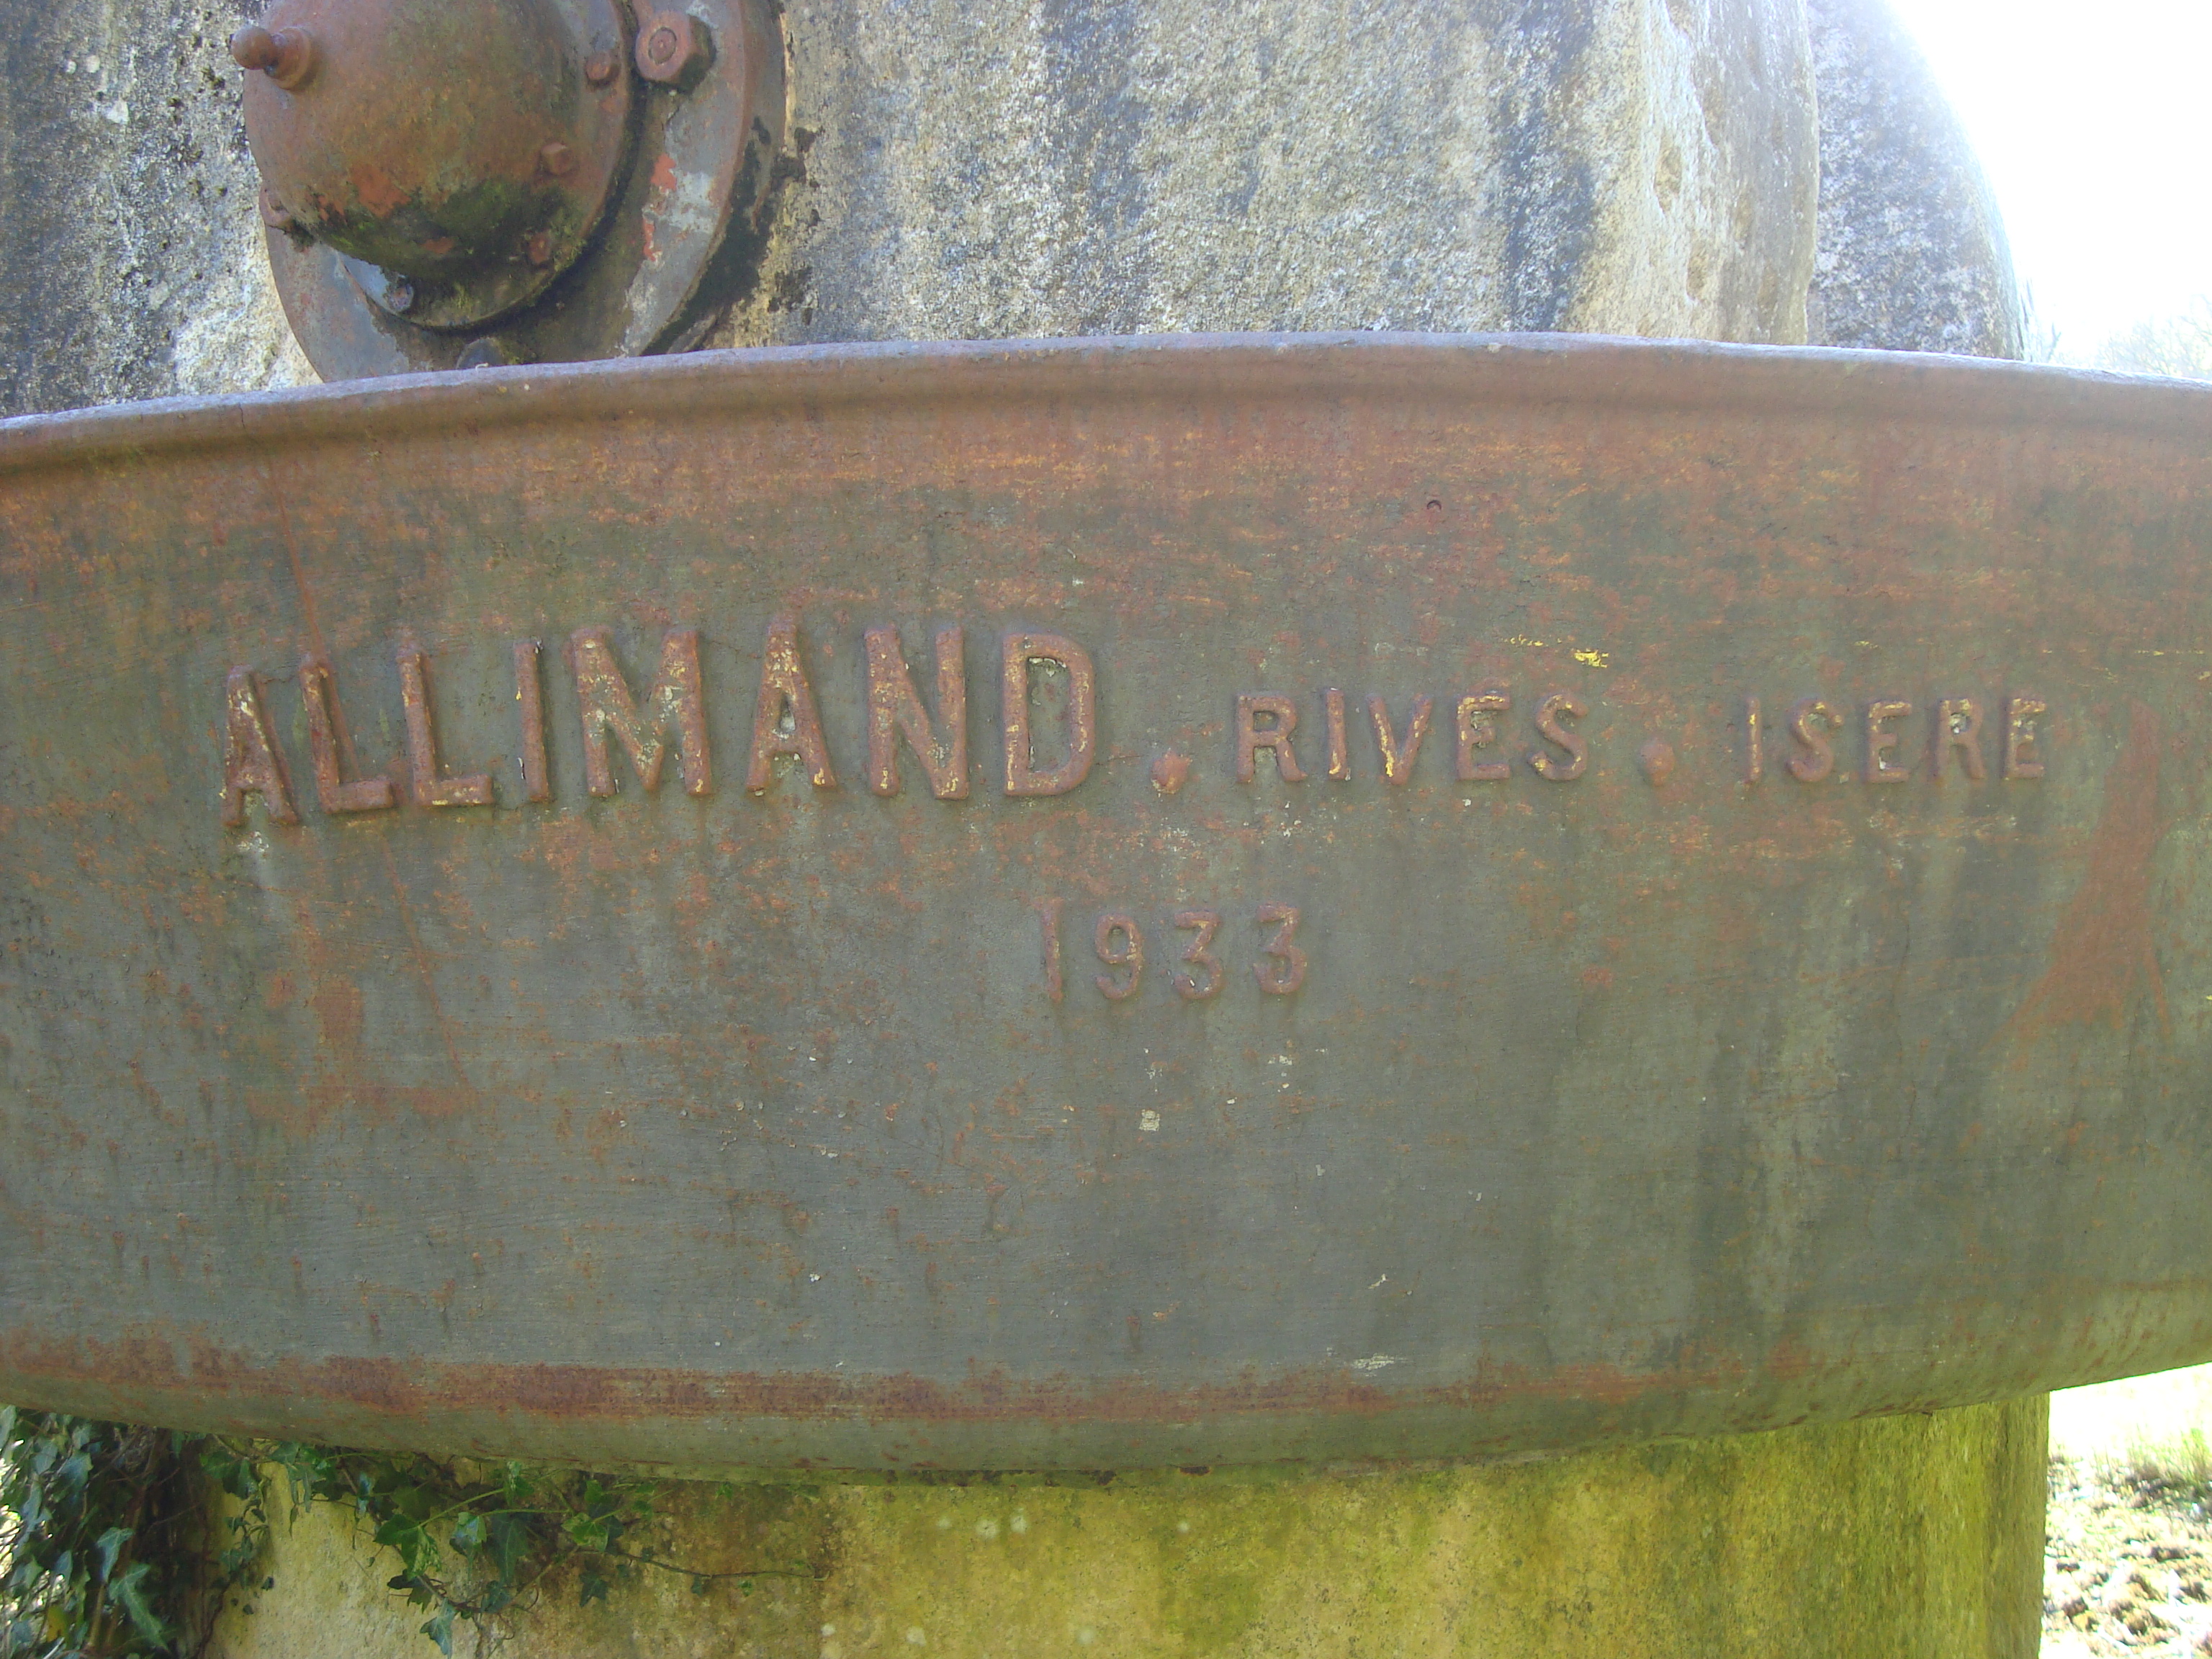 ALLIMAND . RIVES . ISERE
1933